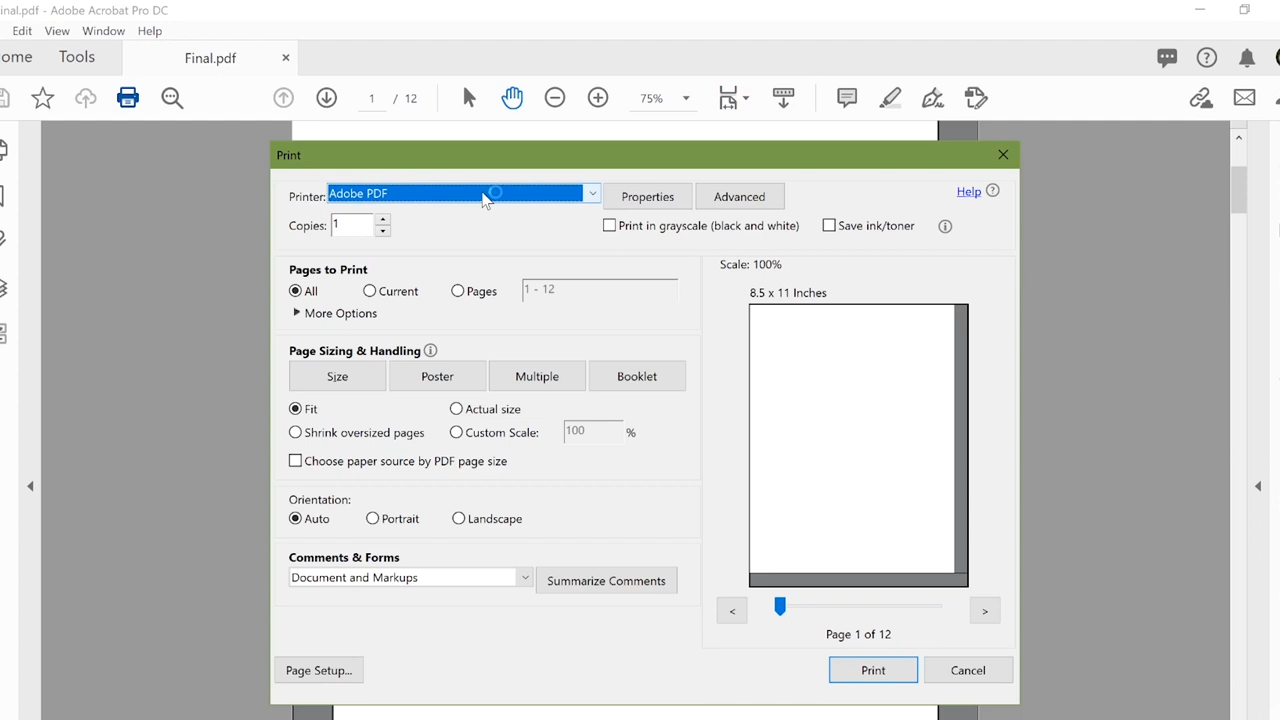 inal.pdf - Adobe Acrobat Pro DC
Edit View Window Help
ome Tools Final.pdf
1 / 12 75%
Print
Printer: Adobe PDF Properties Advanced Help
Copies: 1 Print in grayscale (black and white) Save ink/toner
Pages to Print
All Current Pages 1 - 12
More Options
Page Sizing & Handling
Size Poster Multiple Booklet
Fit Actual size
Shrink oversized pages Custom Scale: 100 %
Choose paper source by PDF page size
Orientation:
Auto Portrait Landscape
Comments & Forms
Document and Markups Summarize Comments
Scale: 100%
8.5 x 11 Inches
< >
Page 1 of 12
Page Setup... Print Cancel